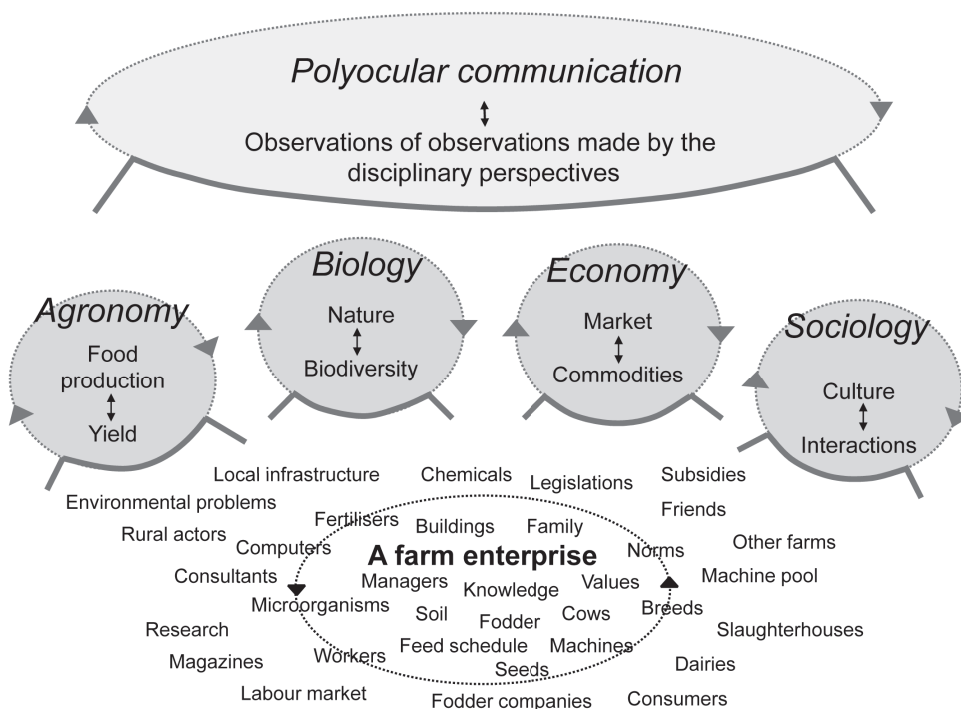 Polyocular communication
Observations of observations made by the
disciplinary perspectives
Agronomy
Food
production
Yield
Biology
Nature
Biodiversity
Economy
Market
Commodities
Sociology
Culture
Interactions
Local infrastructure
Chemicals
Legislations
Subsidies
Environmental problems
Friends
Rural actors
Fertilisers
Buildings
Family
Computers
A farm enterprise
Norms
Other farms
Consultants
Managers
Knowledge
Values
Machine pool
Microorganisms
Soil
Fodder
Cows
Breeds
Research
Feed schedule
Machines
Slaughterhouses
Magazines
Workers
Seeds
Dairies
Labour market
Fodder companies
Consumers